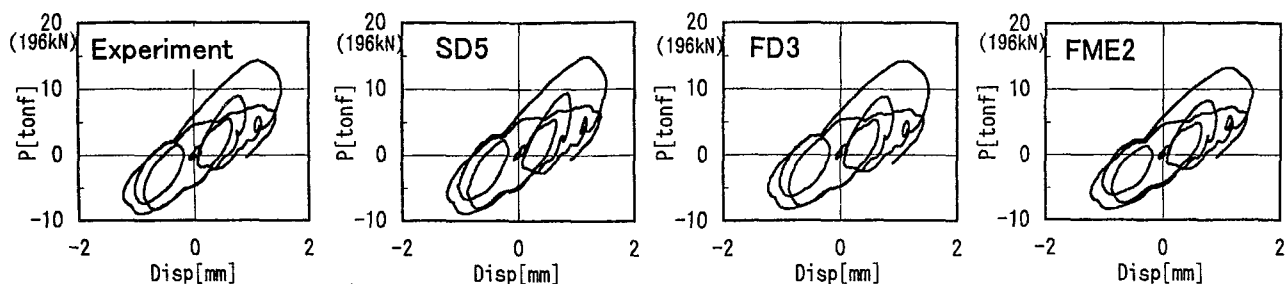 20
(196kN)
Experiment
10
P[tonf]
0
-10
-2
0
2
Disp[mm]
20
(196kN)
SD5
10
P[tonf]
0
-10
-2
0
2
Disp[mm]
20
(196kN)
FD3
10
P[tonf]
0
-10
-2
0
2
Disp[mm]
20
(196kN)
FME2
10
P[tonf]
0
-10
-2
0
2
Disp[mm]